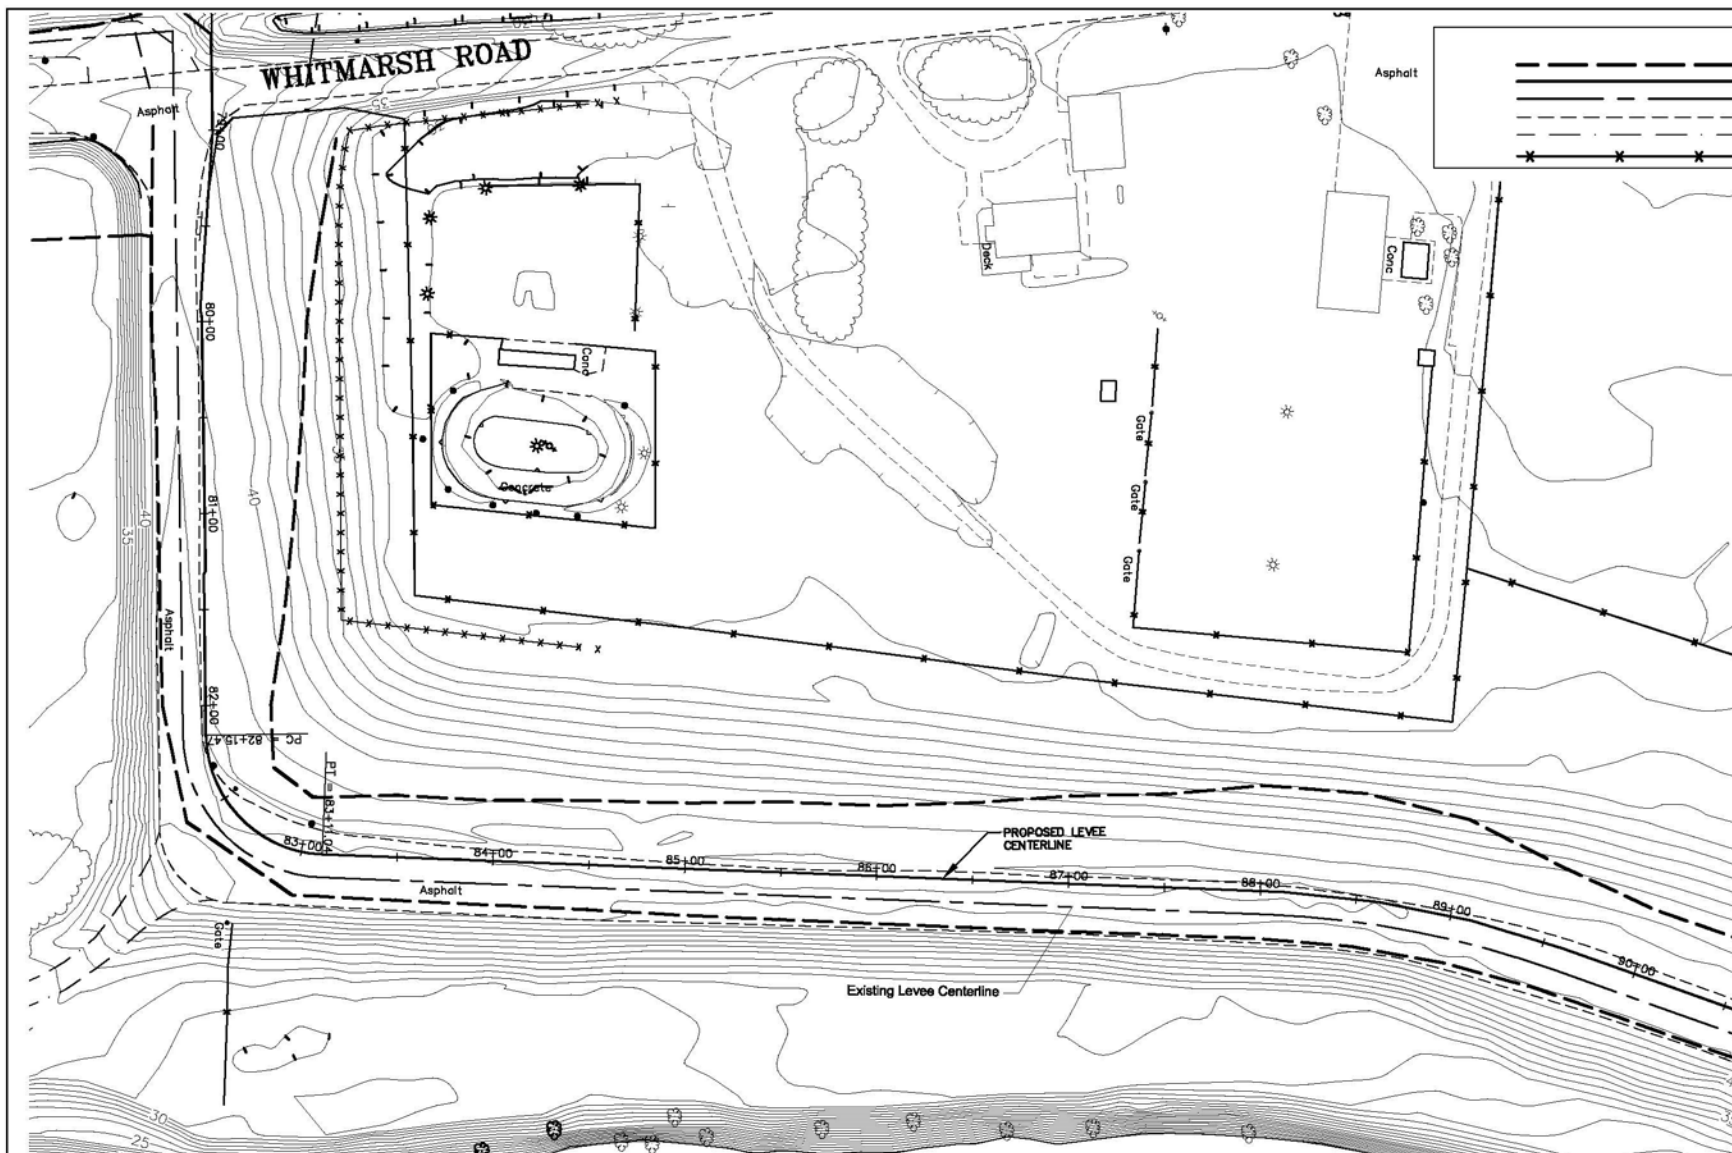 WHITMARSH ROAD
35
Asphalt
Asphalt
79+00
80+00
Deck
Conc
Conc
Gate
Gate
Gate
Concrete
40
40
35
81+00
Asphalt
82+00
PC = 82+15.47
PT = 83+11.04
83+00
84+00
85+00
86+00
87+00
88+00
89+00
90+00
PROPOSED LEVEE
CENTERLINE
Asphalt
Gate
Existing Levee Centerline
30
25